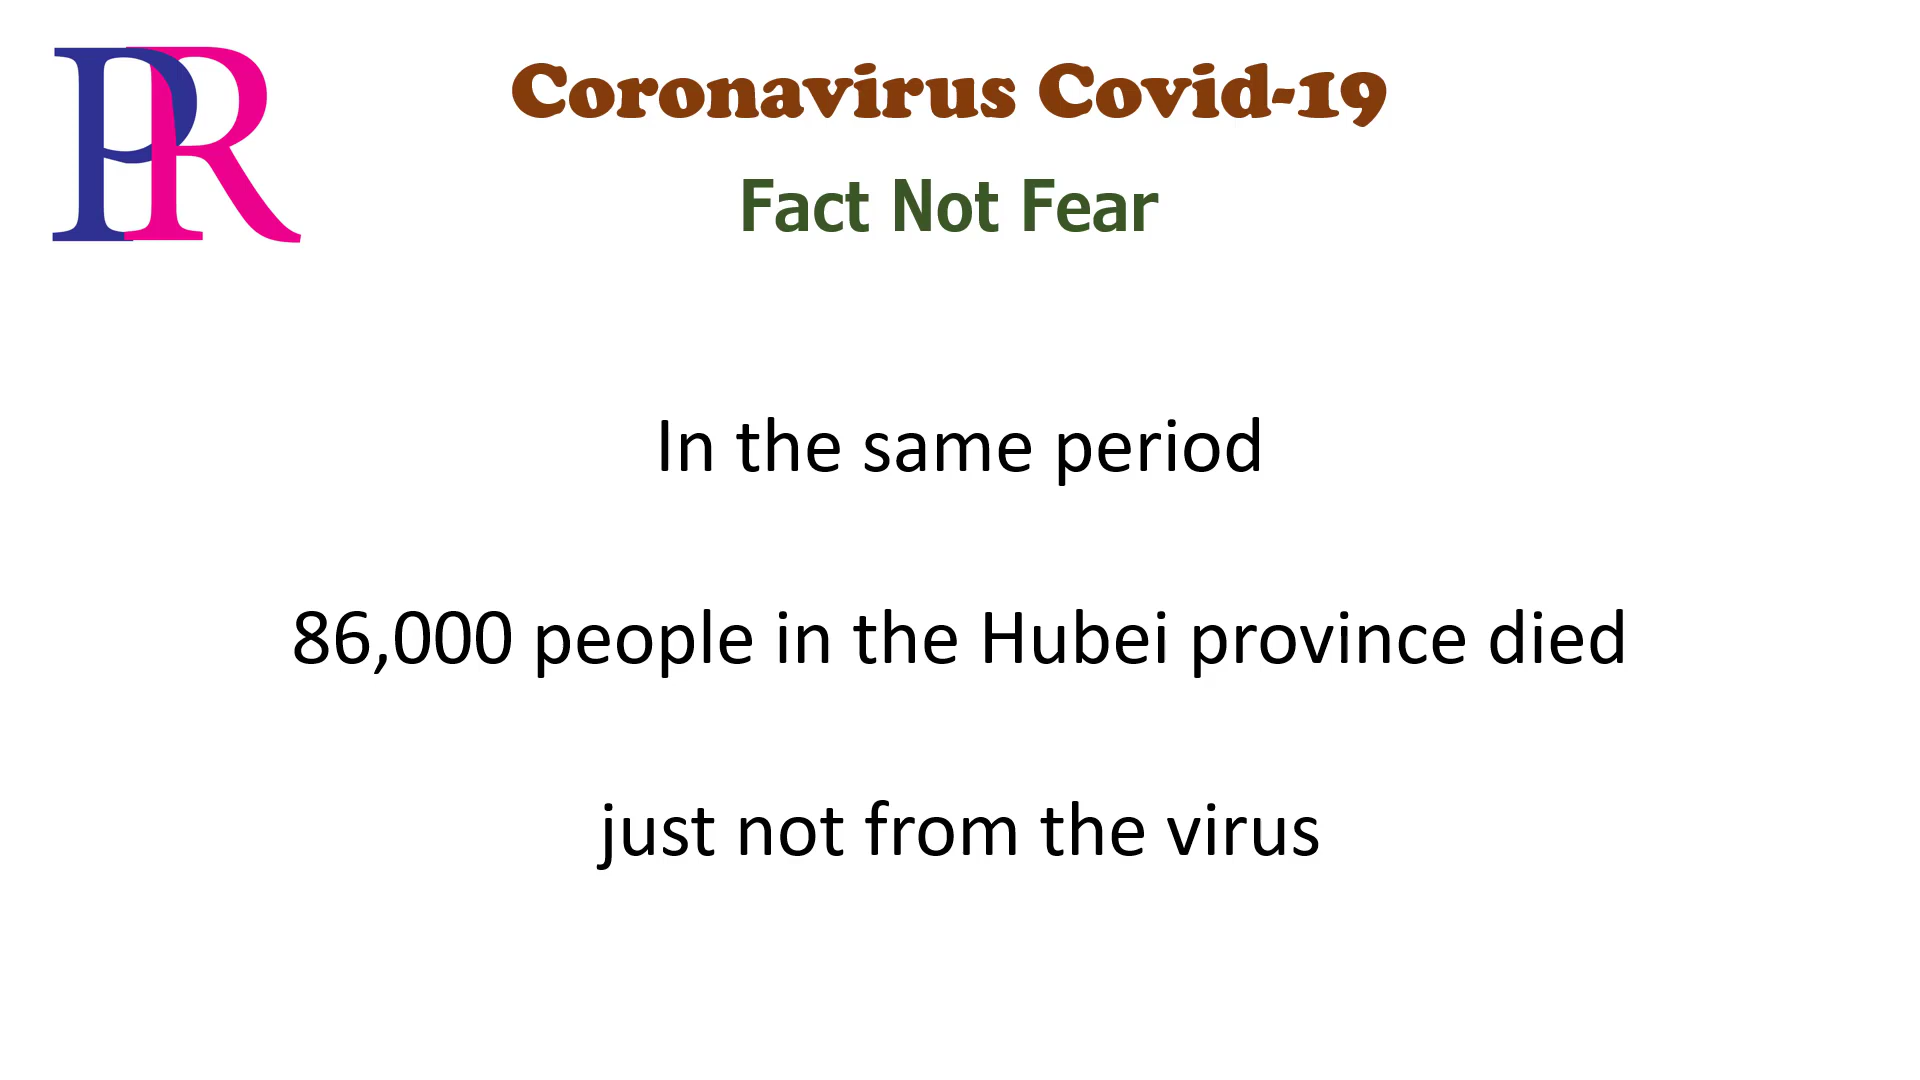 PR
Coronavirus Covid-19
Fact Not Fear
In the same period
86,000 people in the Hubei province died
just not from the virus